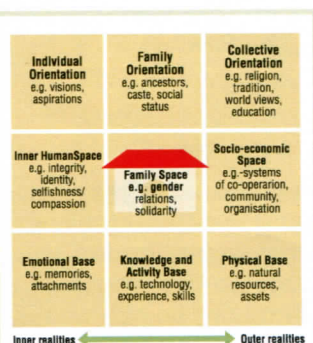 Individual
Orientation
e.g. visions,
aspirations
Family
Orientation
e.g. ancestors,
caste, social
status
Collective
Orientation
e.g. religion,
tradition,
world views,
education
Inner HumanSpace
e.g. integrity,
identity,
selfishness/
compassion
Family Space
e.g. gender
relations,
solidarity
Socio-economic
Space
e.g.-systems
of co-operarion,
community,
organisation
Emotional Base
e.g. memories,
attachments
Knowledge and
Activity Base
e.g. technology,
experience, skills
Physical Base
e.g. natural
resources,
assets
Inner realities
Outer realities